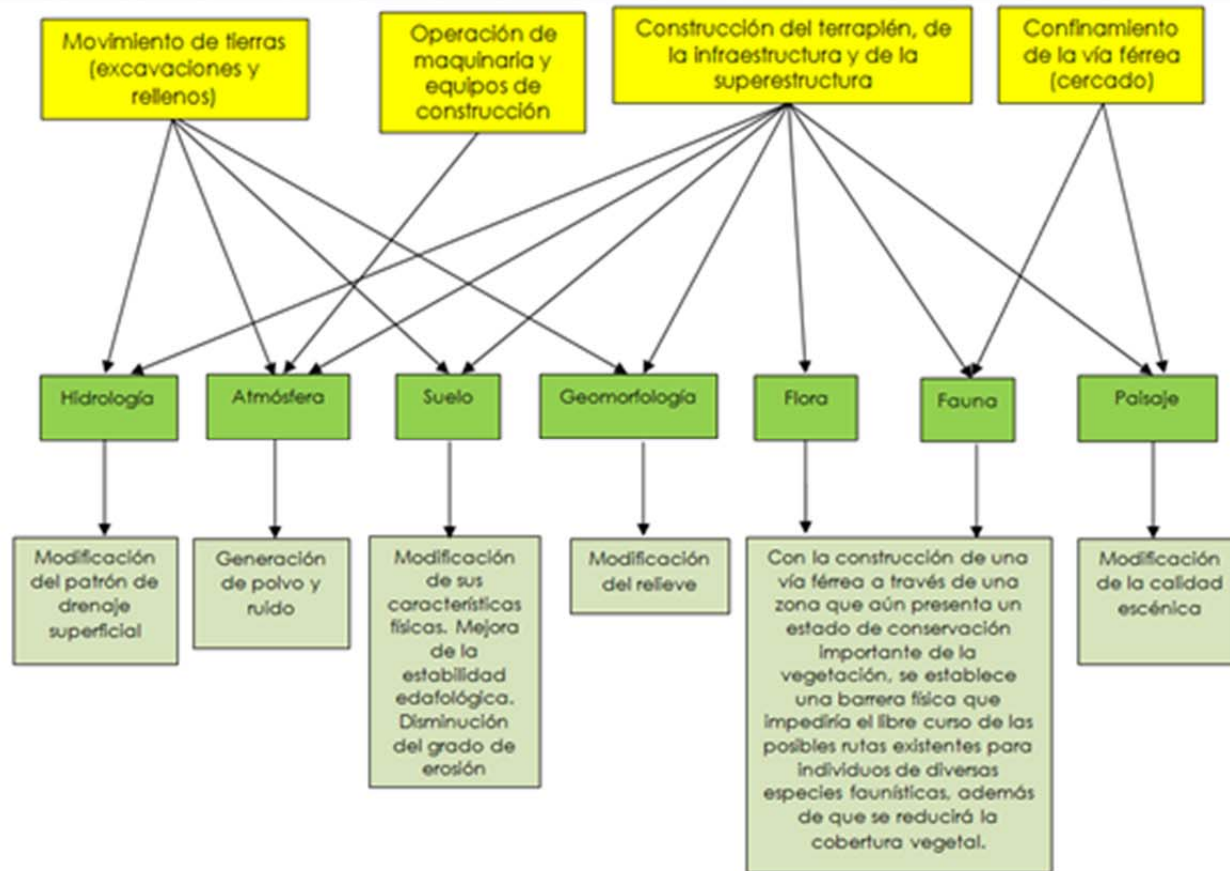 Movimiento de tierras
(excavaciones y
rellenos)
Operación de
maquinaria y
equipos de
construcción
Construcción del terraplén, de
la infraestructura y de la
superestructura
Confinamiento
de la vía férrea
(cercado)
Hidrología
Atmósfera
Suelo
Geomorfología
Flora
Fauna
Paisaje
Modificación
del patrón de
drenaje
superficial
Generación
de polvo y
ruido
Modificación
de sus
características
físicas. Mejora
de la
estabilidad
edafológica.
Disminución
del grado de
erosión
Modificación
del relieve
Con la construcción de una
vía férrea a través de una
zona que aún presenta un
estado de conservación
importante de la
vegetación, se establece
una barrera física que
impediría el libre curso de las
posibles rutas existentes para
individuos de diversas
especies faunísticas, además
de que se reducirá la
cobertura vegetal.
Modificación
de la calidad
escénica